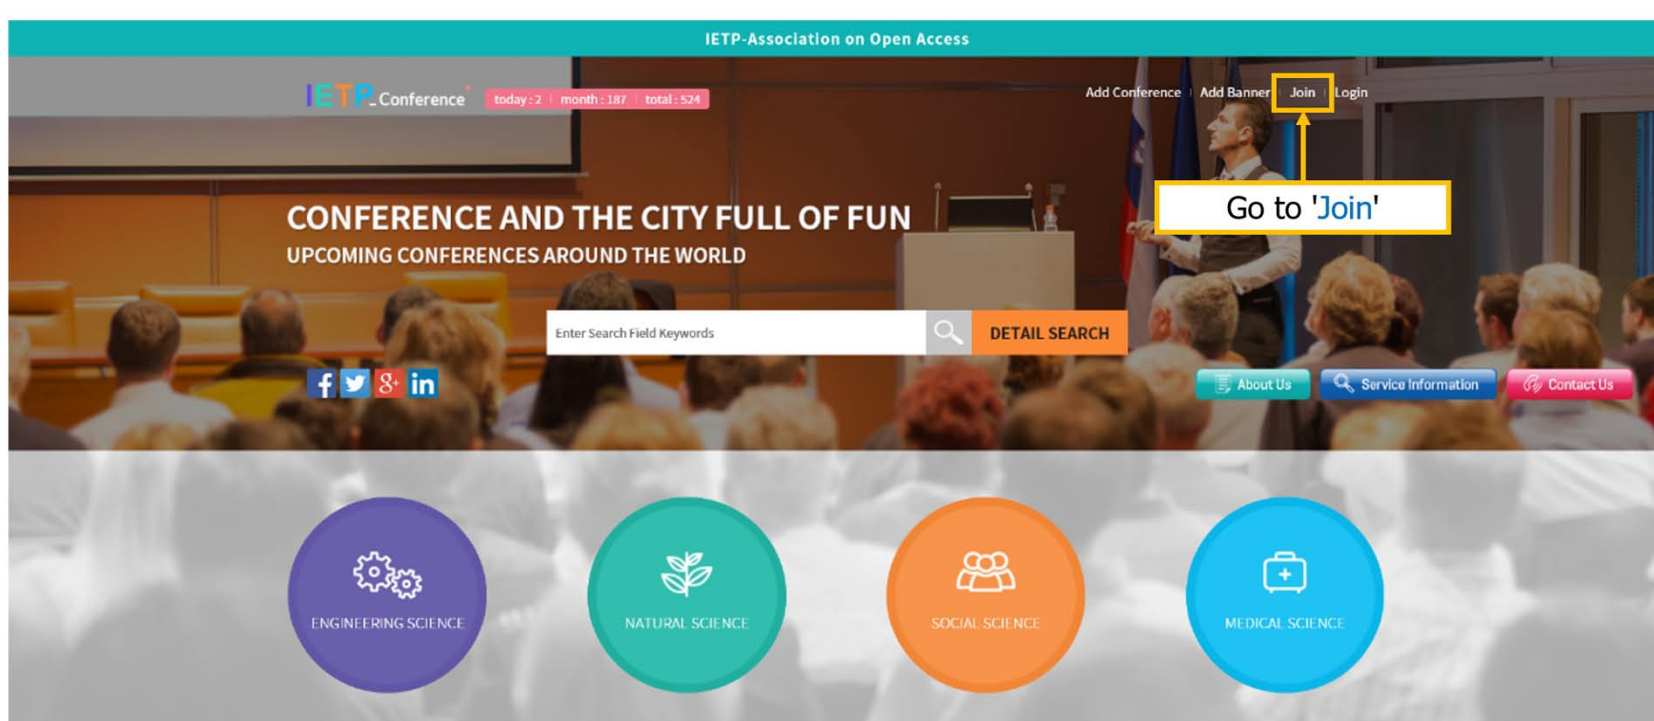 IETP-Association on Open Access
IETP_Conference today : 2 month : 187 total : 524
Add Conference Add Banner Join Login
Go to 'Join'
CONFERENCE AND THE CITY FULL OF FUN
UPCOMING CONFERENCES AROUND THE WORLD
Enter Search Field Keywords DETAIL SEARCH
f 8+ in
About Us Service Information Contact Us
ENGINEERING SCIENCE NATURAL SCIENCE SOCIAL SCIENCE MEDICAL SCIENCE